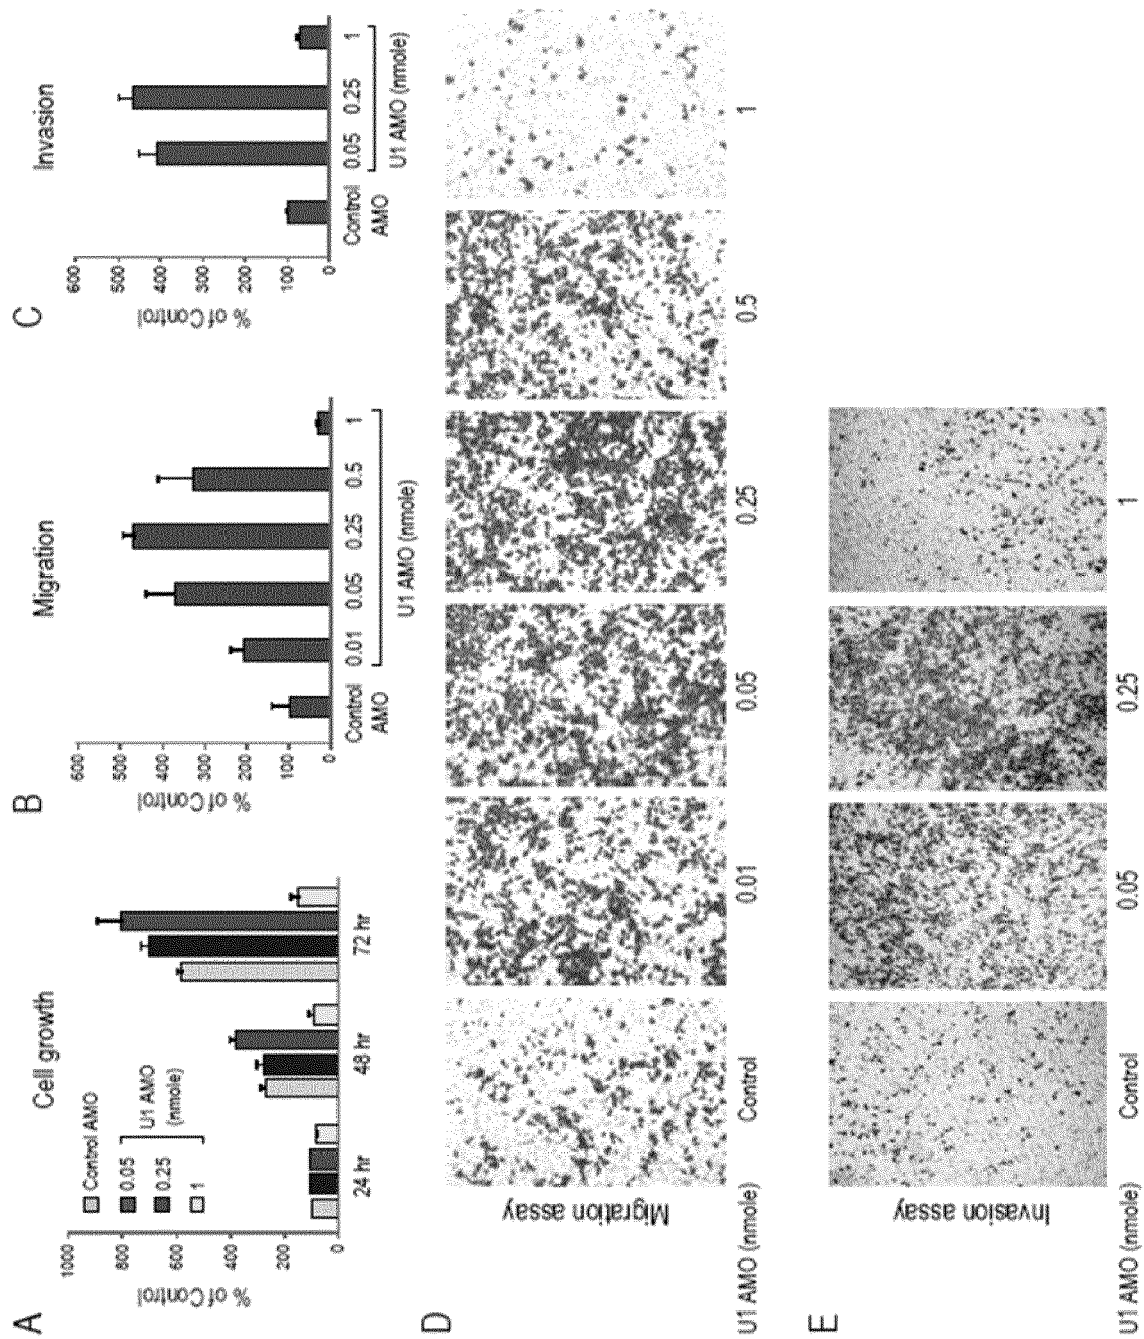 A
Cell growth
% of Control
1000
800
600
400
200
0
Control AMO
0.05
0.25
1
U1 AMO
(nmole)
24 hr
48 hr
72 hr
B
Migration
% of Control
600
500
400
300
200
100
0
Control
AMO
0.01
0.05
0.25
0.5
1
U1 AMO (nmole)
C
Invasion
% of Control
600
500
400
300
200
100
0
Control
AMO
0.05
0.25
1
U1 AMO (nmole)
D
Migration assay
U1 AMO (nmole)
Control
0.01
0.05
0.25
0.5
1
E
Invasion assay
U1 AMO (nmole)
Control
0.05
0.25
1